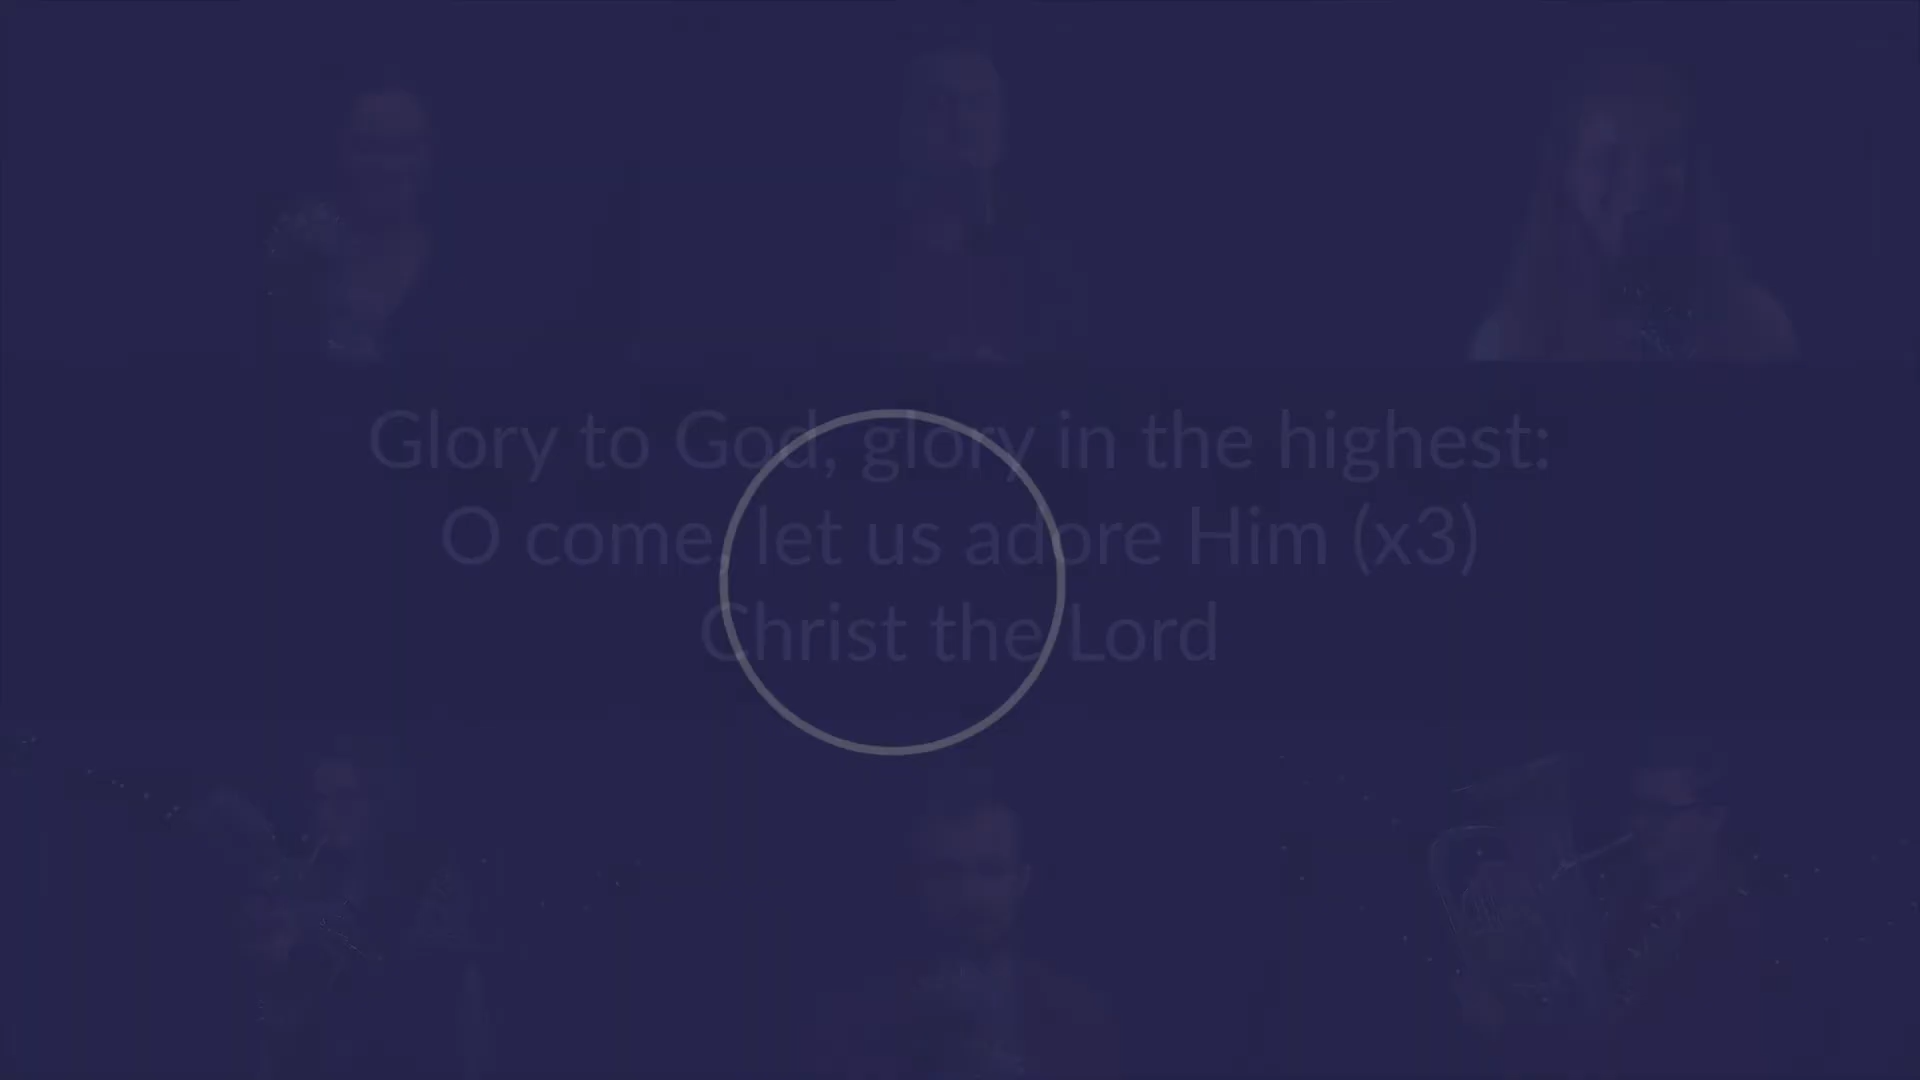 Glory to God, glory in the highest:
O come, let us adore Him (x3)
Christ the Lord